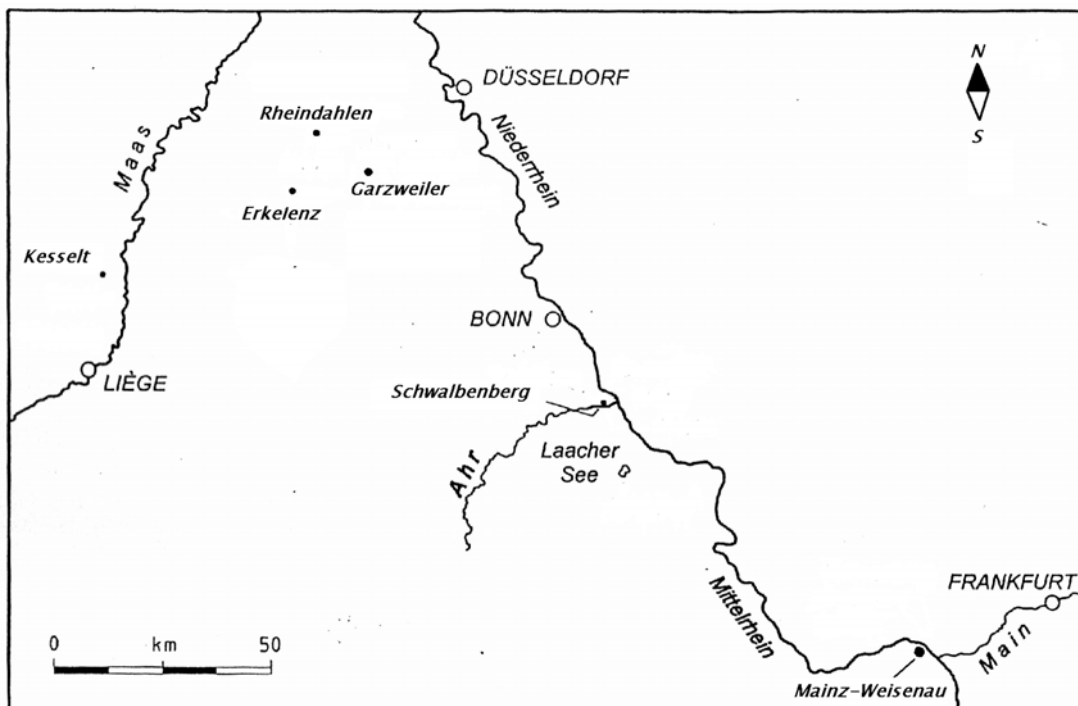 N
DÜSSELDORF
Rheindahlen
S
Niederrhein
Maas
Garzweiler
Erkelenz
Kesselt
BONN
LIÈGE
Schwalbenberg
Laacher
See
Ahr
FRANKFURT
Mittelrhein
Main
0 km 50
Mainz-Weisenau